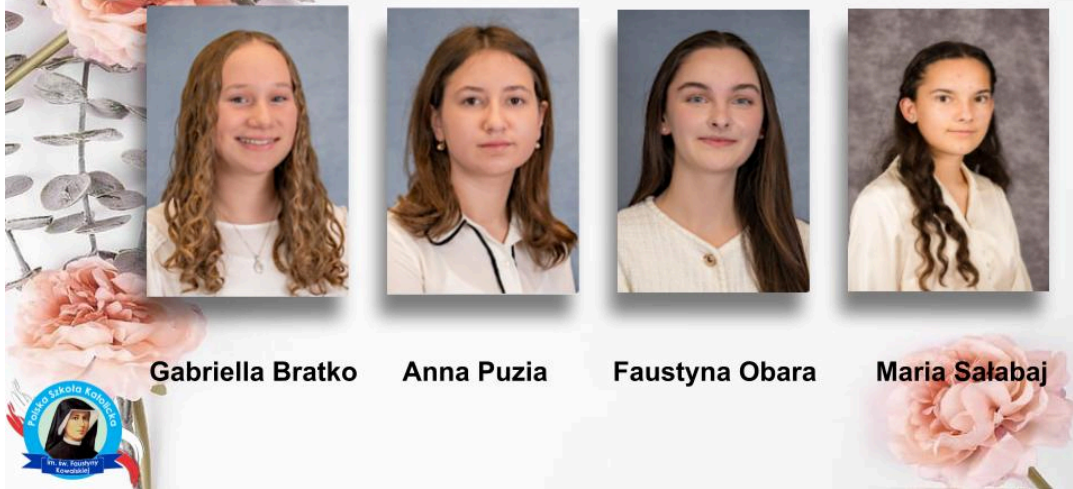 Gabriella Bratko
Anna Puzia
Faustyna Obara
Maria Sałabaj
Polska Szkoła Katolicka
im. św. Faustyny
Kowalskiej